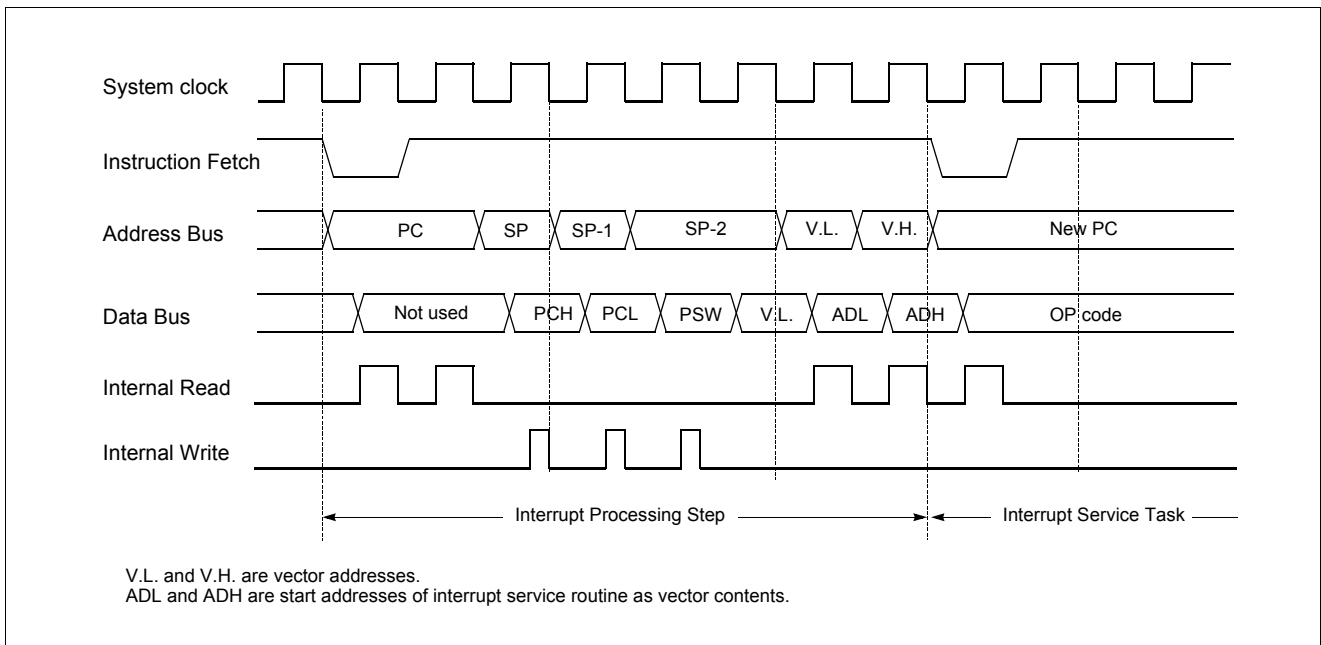 System clock
Instruction Fetch
Address Bus PC SP SP-1 SP-2 V.L. V.H. New PC
Data Bus Not used PCH PCL PSW V.L. ADL ADH OP code
Internal Read
Internal Write
Interrupt Processing Step Interrupt Service Task
V.L. and V.H. are vector addresses.
ADL and ADH are start addresses of interrupt service routine as vector contents.